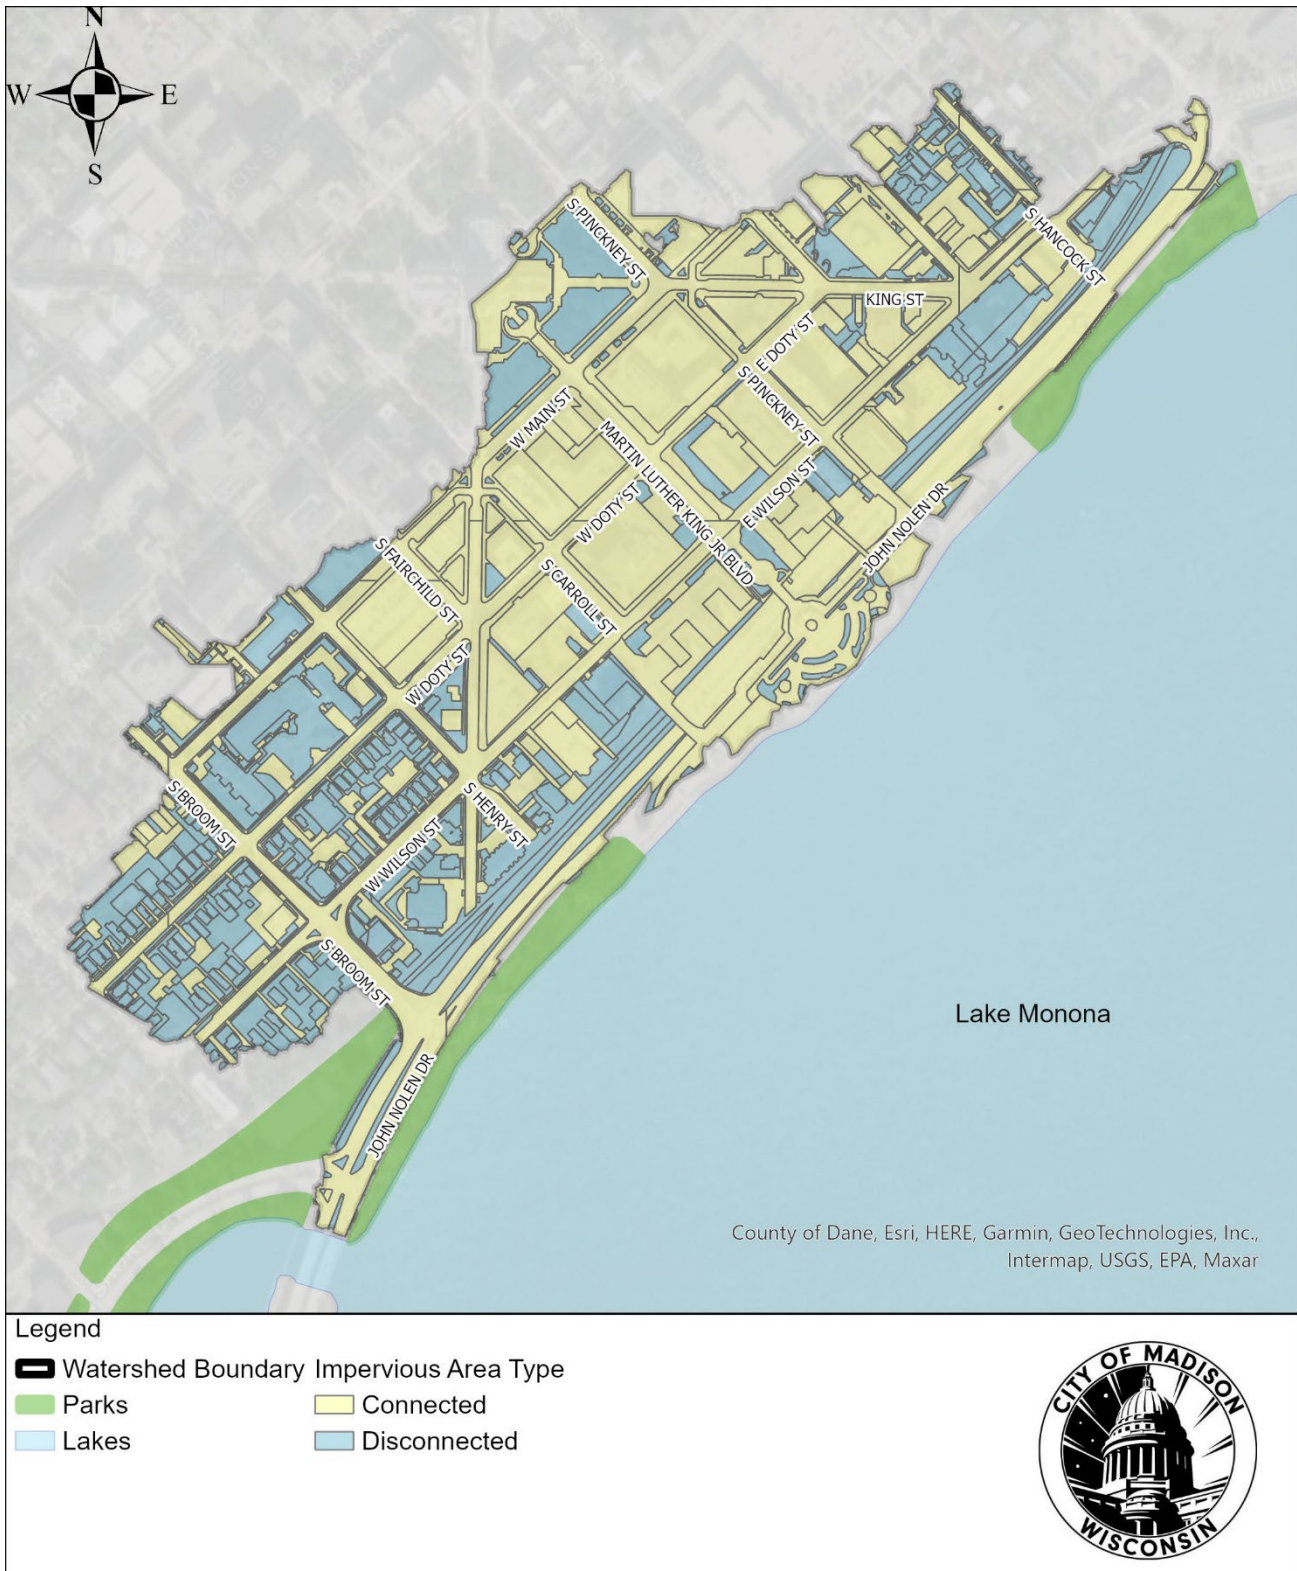 N
W
E
S
S PINCKNEY ST
S HANCOCK ST
KING ST
E DOTY ST
S PINCKNEY ST
W MAIN ST
MARTIN LUTHER KING JR BLVD
E WILSON ST
W DOTY ST
JOHN NOLEN DR
S FAIRCHILD ST
S CARROLL ST
W DOTY ST
S BROOM ST
S HENRY ST
W WILSON ST
S BROOM ST
Lake Monona
JOHN NOLEN DR
County of Dane, Esri, HERE, Garmin, GeoTechnologies, Inc.,
Intermap, USGS, EPA, Maxar
Legend
Watershed Boundary
Parks
Lakes
Impervious Area Type
Connected
Disconnected
CITY OF MADISON
WISCONSIN